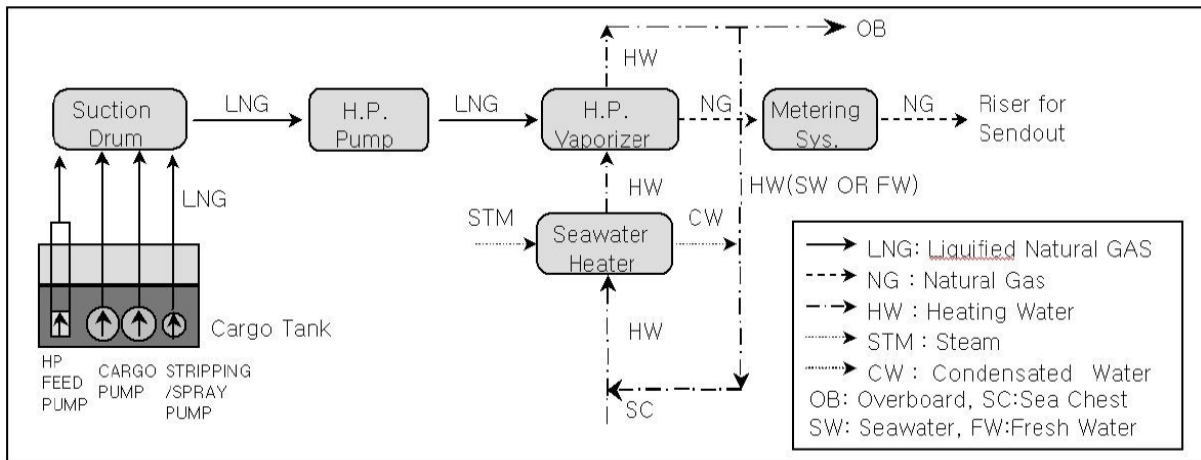 OB
HW
Suction
Drum
LNG
H.P.
Pump
LNG
H.P.
Vaporizer
NG
Metering
Sys.
NG
Riser for
Sendout
LNG
HW
HW(SW OR FW)
STM
Seawater
Heater
CW
Cargo Tank
HW
HP
FEED
PUMP
CARGO
PUMP
STRIPPING
/SPRAY
PUMP
SC
LNG: Liguified Natural GAS
NG : Natural Gas
HW : Heating Water
STM : Steam
CW : Condensated Water
OB: Overboard, SC:Sea Chest
SW: Seawater, FW:Fresh Water